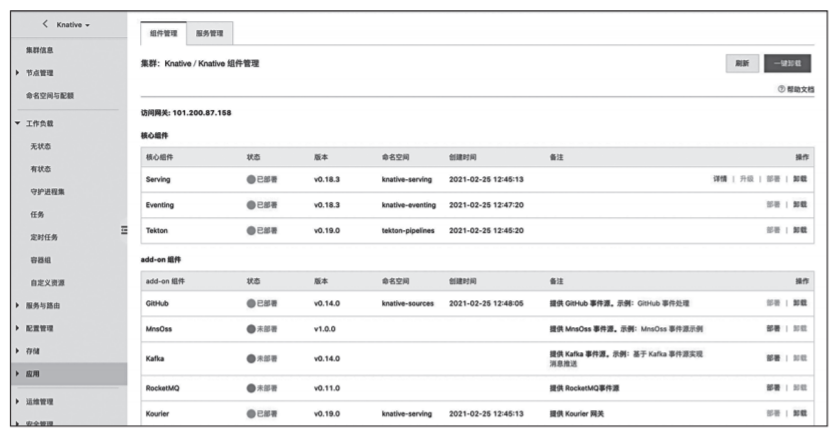 Knative
集群信息
节点管理
命名空间与配额
工作负载
无状态
有状态
守护进程集
任务
定时任务
容器组
自定义资源
服务与路由
配置管理
存储
应用
运维管理
安全管理
组件管理 服务管理
集群：Knative / Knative 组件管理 刷新 一键卸载
帮助文档
访问网关: 101.200.87.158
核心组件
核心组件 状态 版本 命名空间 创建时间 备注 操作
Serving 已部署 v0.18.3 knative-serving 2021-02-25 12:45:13 详情 | 升级 | 部署 | 卸载
Eventing 已部署 v0.18.3 knative-eventing 2021-02-25 12:47:20 部署 | 卸载
Tekton 已部署 v0.19.0 tekton-pipelines 2021-02-25 12:45:20 部署 | 卸载
add-on 组件
add-on 组件 状态 版本 命名空间 创建时间 备注 操作
GitHub 已部署 v0.14.0 knative-sources 2021-02-25 12:48:05 提供 GitHub 事件源。示例：GitHub 事件处理 部署 | 卸载
MnsOss 未部署 v1.0.0 提供 MnsOss 事件源。示例：MnsOss 事件源示例 部署 | 卸载
Kafka 未部署 v0.14.0 提供 Kafka 事件源。示例：基于 Kafka 事件源实现 部署 | 卸载
消息推送
RocketMQ 未部署 v0.11.0 提供 RocketMQ事件源 部署 | 卸载
Kourier 已部署 v0.19.0 knative-serving 2021-02-25 12:45:13 提供 Kourier 网关 部署 | 卸载